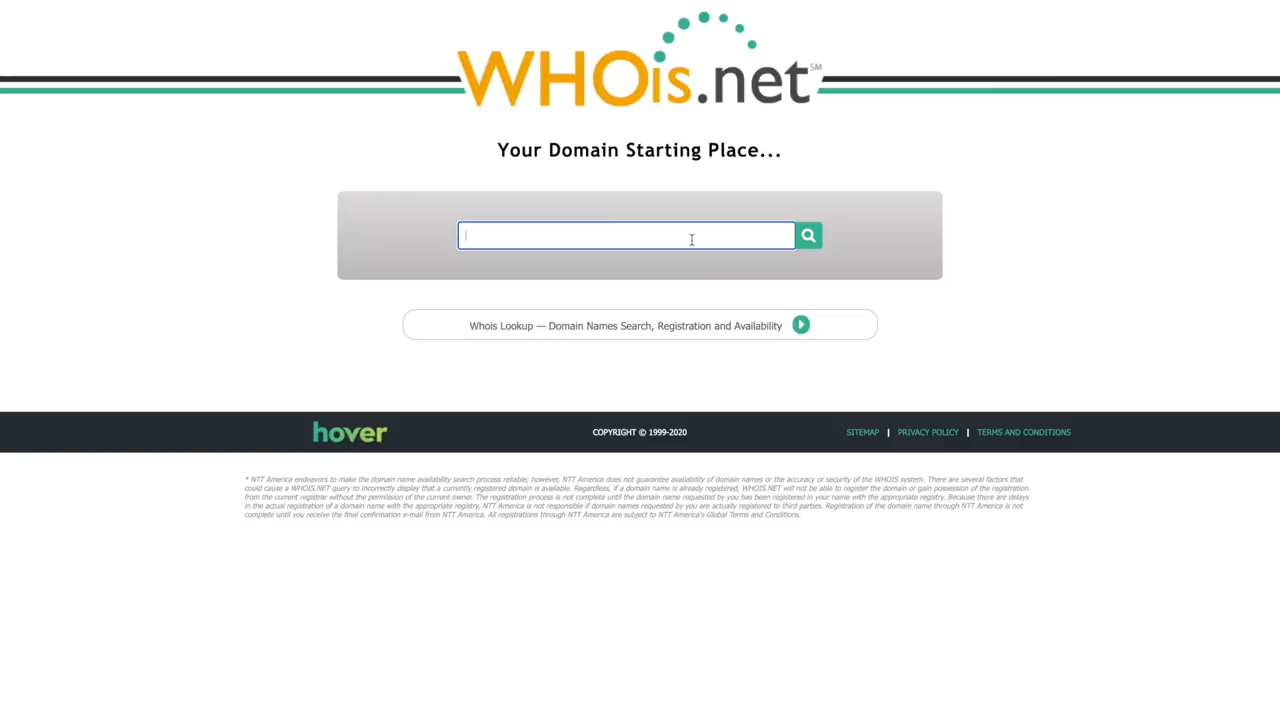 WHOis.net SM
Your Domain Starting Place...
Whois Lookup — Domain Names Search, Registration and Availability
hover
COPYRIGHT © 1999-2020
SITEMAP | PRIVACY POLICY | TERMS AND CONDITIONS
* NTT America endeavors to make the domain name availability search process reliable; however, NTT America does not guarantee availability of domain names or the accuracy or security of the WHOIS system. There are several factors that
could cause a WHOIS.NET query to incorrectly display that a currently registered domain is available. Regardless, if a domain name is already registered, WHOIS.NET will not be able to register the domain or gain possession of the registration
from the current registrar without the permission of the current owner. The registration process is not complete until the domain name requested by you has been registered in your name with the appropriate registry. Because there are delays
in the actual registration of a domain name with the appropriate registry, NTT America is not responsible if domain names requested by you are actually registered to third parties. Registration of the domain name through NTT America is not
complete until you receive the final confirmation e-mail from NTT America. All registrations through NTT America are subject to NTT America's Global Terms and Conditions.